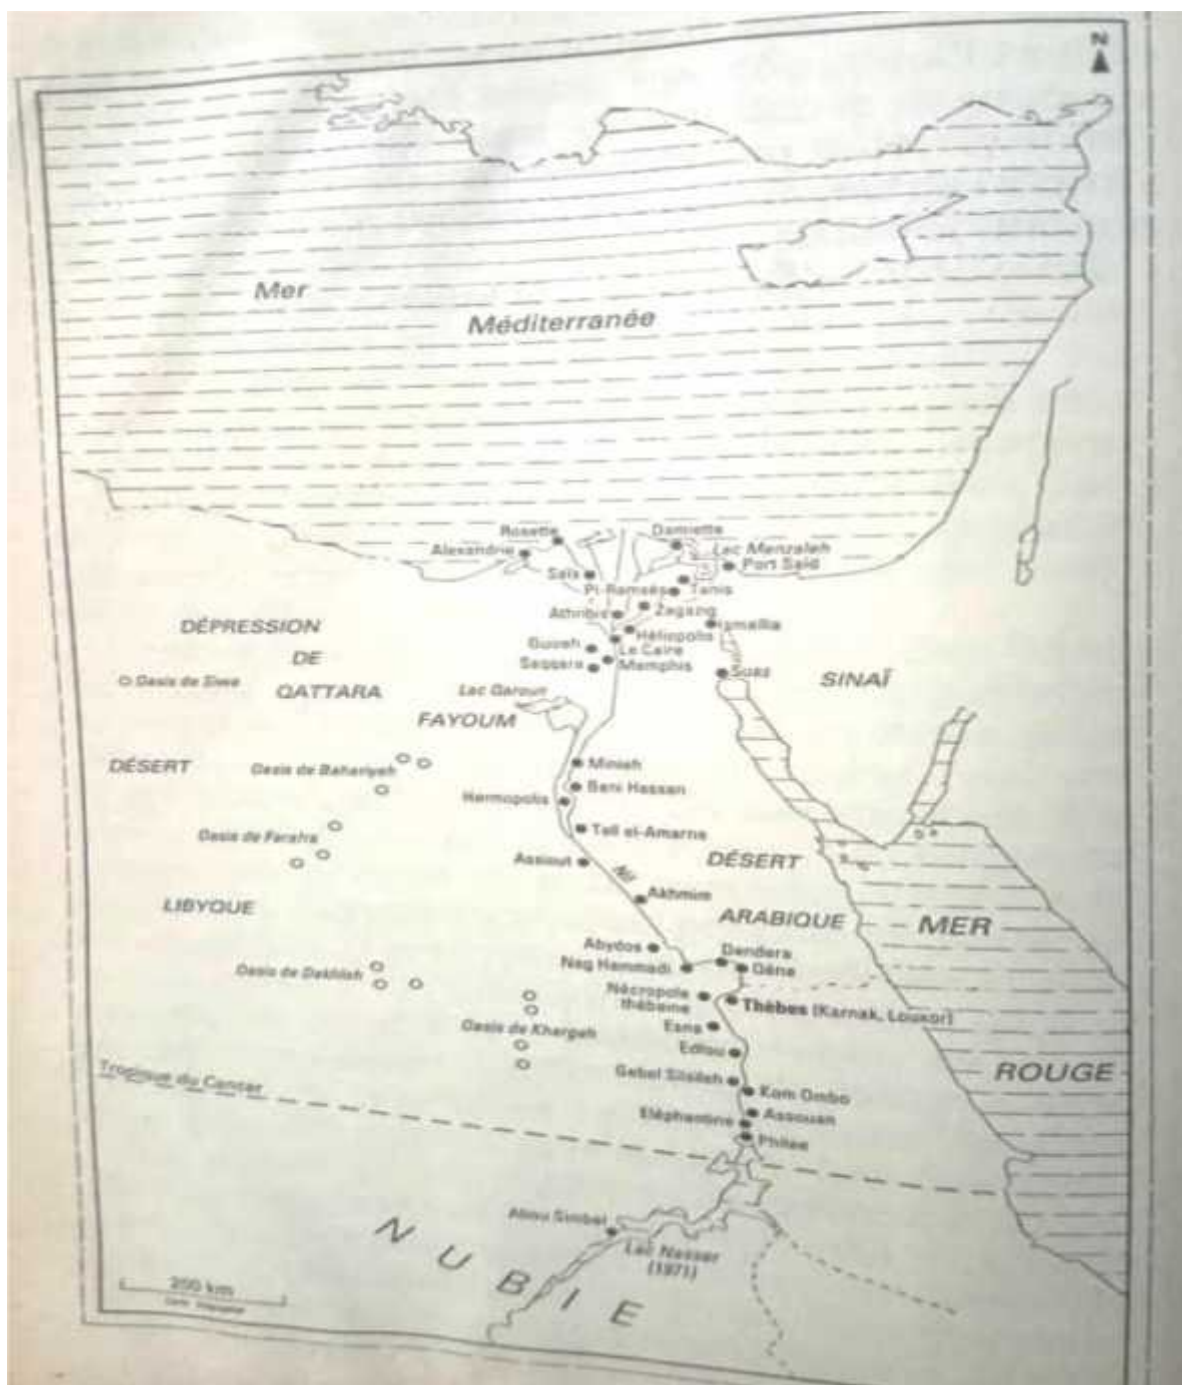 N
Mer
Méditerranée
Rosette
Damiette
Alexandrie
Lac Menzaleh
Port Saïd
Saïs
Pi-Ramsès
Tanis
Athribis
Zagazig
Ismaïlia
Héliopolis
Guizeh
Le Caire
Saqqara
Memphis
Suez
DÉPRESSION
DE
QATTARA
Oasis de Siwa
SINAÏ
Lac Qaroun
FAYOUM
DÉSERT
Oasis de Bahariyeh
Minieh
Beni Hassan
Hermopolis
Tell el-Amarna
Oasis de Farafra
Assiout
Nil
DÉSERT
Akhmim
LIBYQUE
ARABIQUE
MER
Abydos
Dendera
Nag Hammadi
Qéna
Oasis de Dakhleh
Nécropole
thébaine
Thèbes (Karnak, Louxor)
Oasis de Khargeh
Esna
Edfou
ROUGE
Tropique du Cancer
Gebel Silsileh
Kom Ombo
Assouan
Eléphantine
Philae
Abou Simbel
Lac Nasser
(1971)
NUBIE
200 km